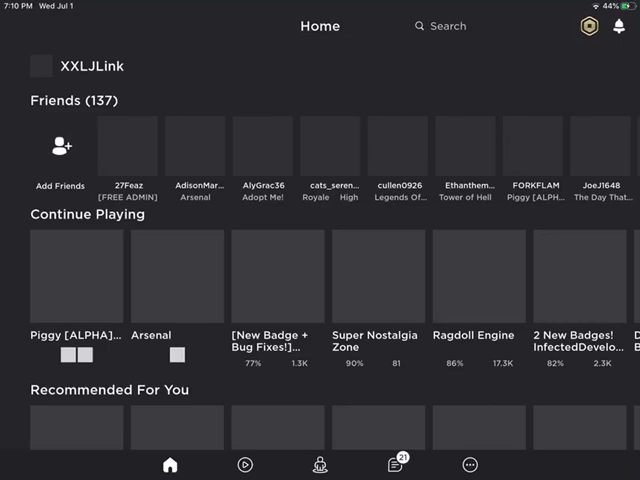 7:10 PM Wed Jul 1 44%
Home
Search
XXLJLink
Friends (137)
Add Friends
27Feaz AdisonMar... AlyGrac36 cats_seren... cullen0926 Ethanthem... FORKFLAM JoeJ1648
[FREE ADMIN] Arsenal Adopt Me! Royale High Legends Of... Tower of Hell Piggy [ALPH... The Day That...
Continue Playing
Piggy [ALPHA]... Arsenal [New Badge + Super Nostalgia Ragdoll Engine 2 New Badges! D
Bug Fixes!]... Zone InfectedDevelo... B
77% 1.3K 90% 81 86% 17.3K 82% 2.3K
Recommended For You
21